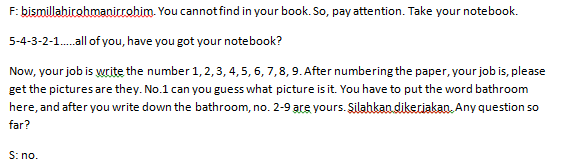 F: bismillahirohmanirrohim. You cannot find in your book. So, pay attention. Take your notebook.
5-4-3-2-1.....all of you, have you got your notebook?
Now, your job is write the number 1, 2, 3, 4, 5, 6, 7, 8, 9. After numbering the paper, your job is, please
get the pictures are they. No.1 can you guess what picture is it. You have to put the word bathroom
here, and after you write down the bathroom, no. 2-9 are yours. Silahkan dikerjakan. Any question so
far?
S: no.